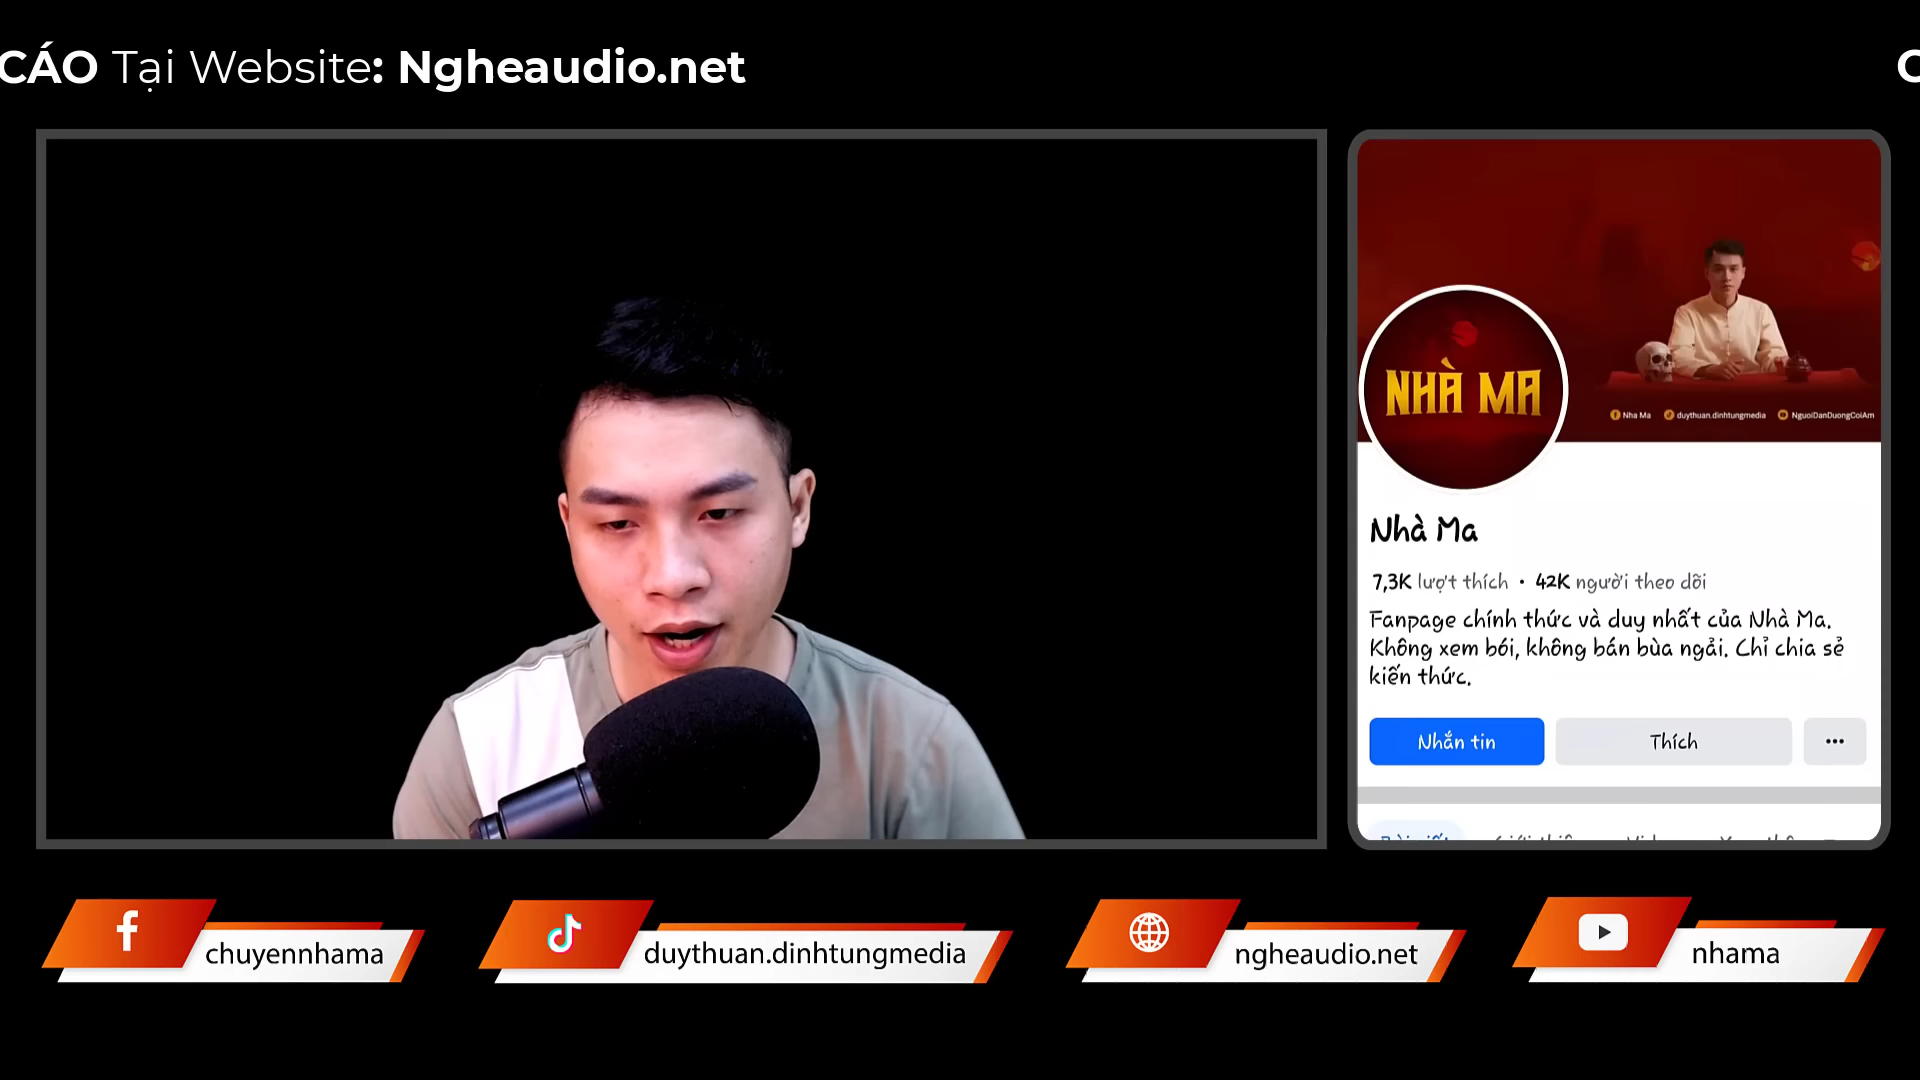 CÁO Tại Website: Ngheaudio.net
NHÀ MA
Nha Ma duythuan.dinhtungmedia NguoiDanDuongCoiAm
Nhà Ma
7,3K lượt thích • 42K người theo dõi
Fanpage chính thức và duy nhất của Nhà Ma.
Không xem bói, không bán bùa ngải. Chỉ chia sẻ
kiến thức.
Nhắn tin Thích ...
chuyennhama
duythuan.dinhtungmedia
ngheaudio.net
nhama